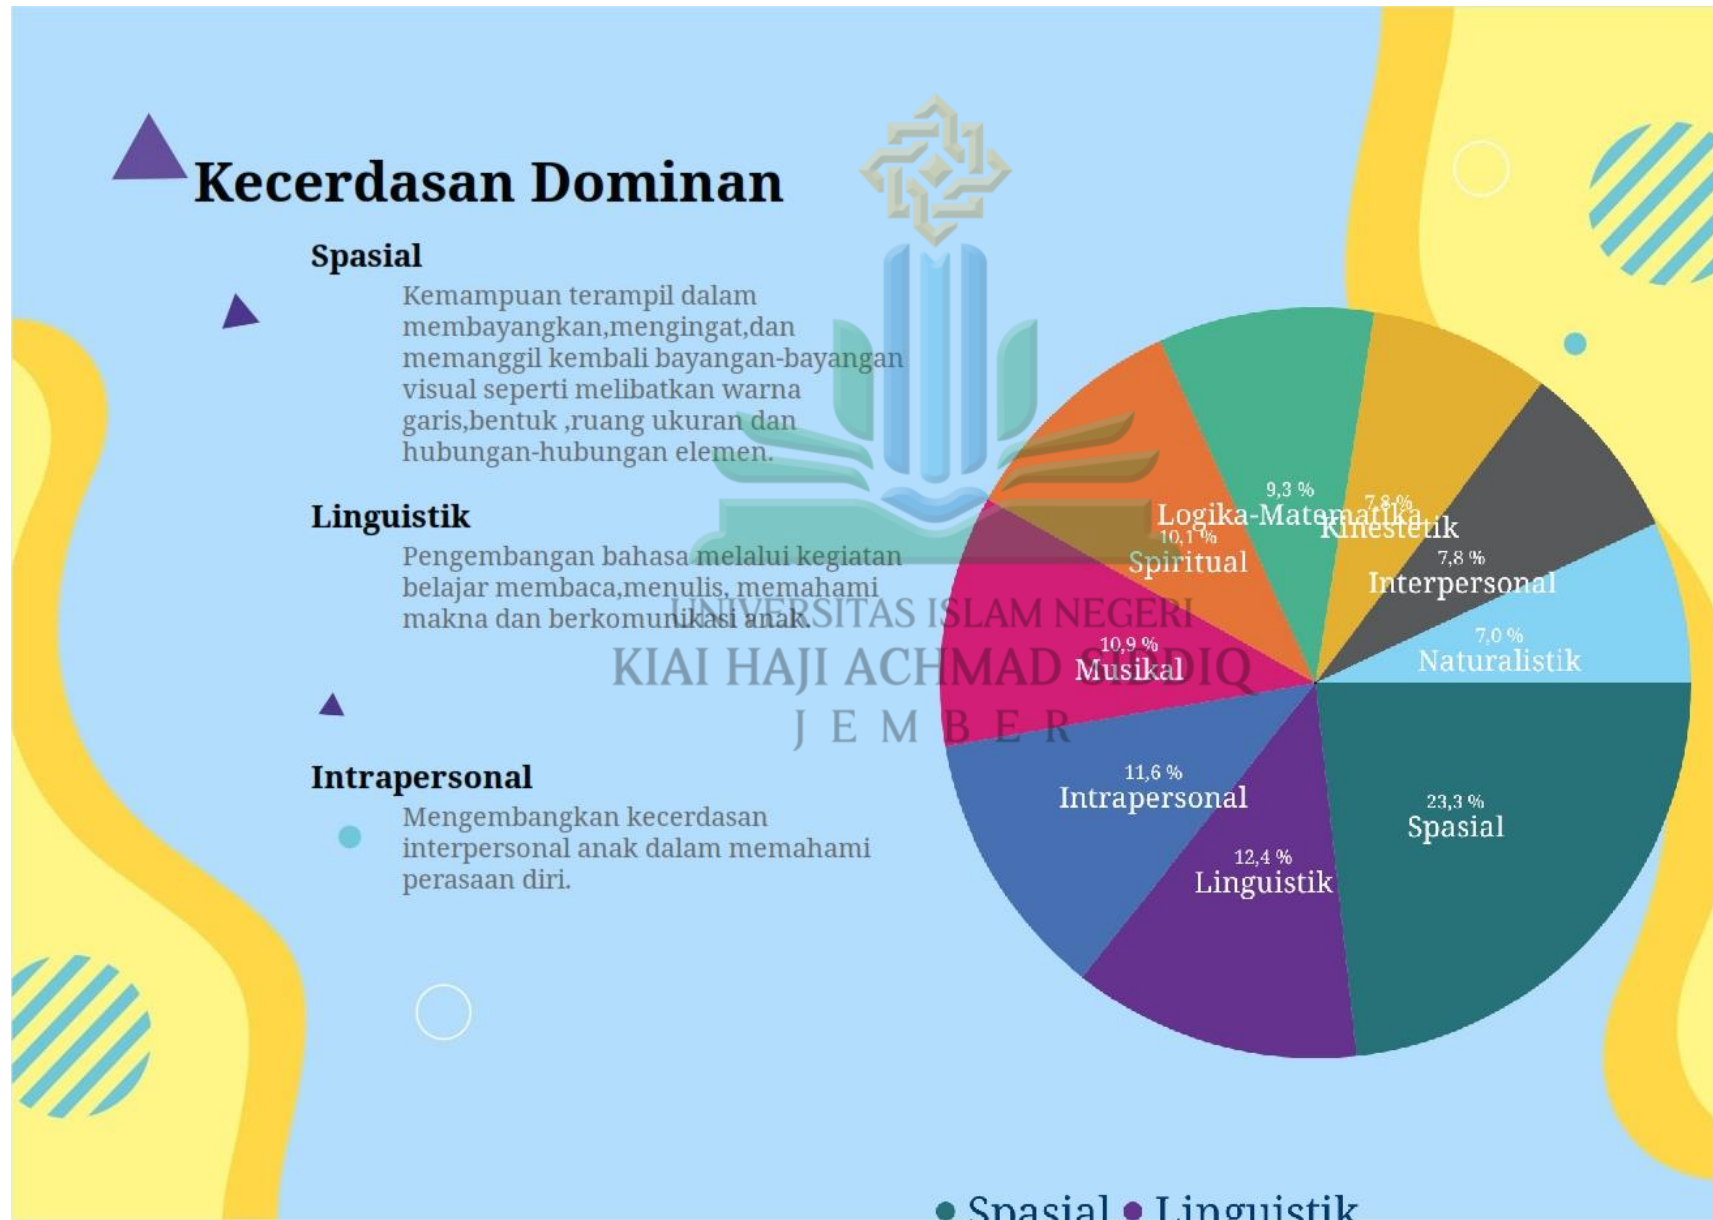 Kecerdasan Dominan
Spasial
Kemampuan terampil dalam
membayangkan,mengingat,dan
memanggil kembali bayangan-bayangan
visual seperti melibatkan warna
garis,bentuk ,ruang ukuran dan
hubungan-hubungan elemen.
Linguistik
Pengembangan bahasa melalui kegiatan
belajar membaca,menulis, memahami
makna dan berkomunikasi anak.
Intrapersonal
Mengembangkan kecerdasan
interpersonal anak dalam memahami
perasaan diri.
UNIVERSITAS ISLAM NEGERI
KIAI HAJI ACHMAD SIDDIQ
JEMBER
9,3 %
Logika-Matematika
7,8 %
Kinestetik
10,1 %
Spiritual
7,8 %
Interpersonal
10,9 %
Musikal
7,0 %
Naturalistik
11,6 %
Intrapersonal
23,3 %
Spasial
12,4 %
Linguistik
Spasial Linguistik